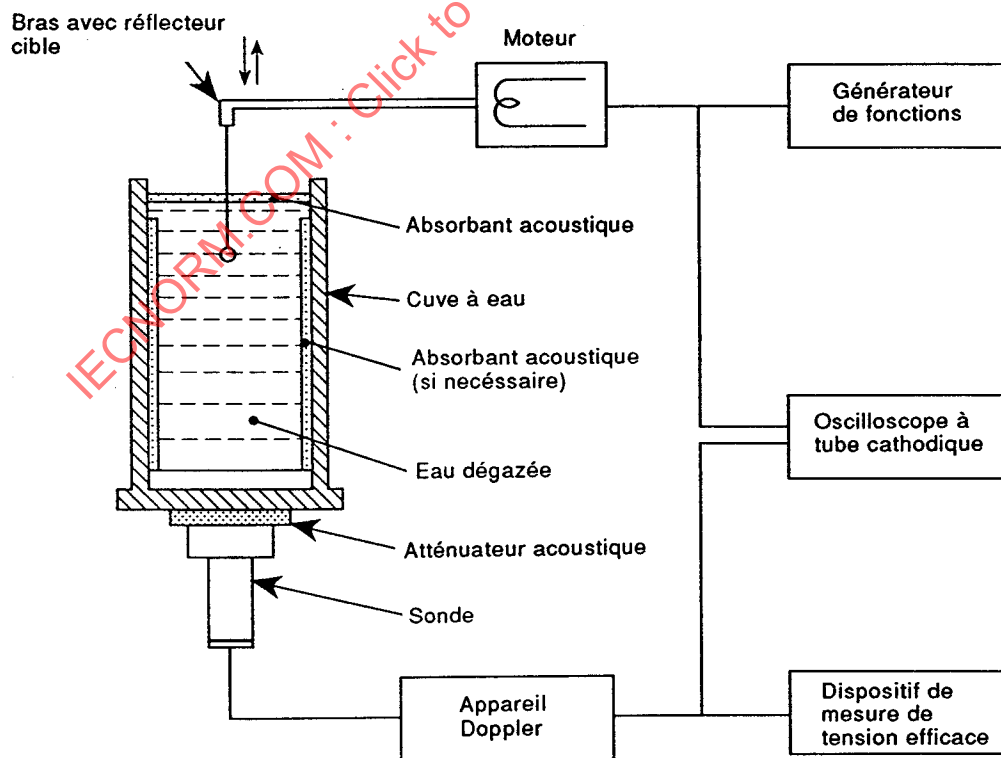 Bras avec réflecteur
cible
Moteur
Générateur
de fonctions
IECNORM.COM : Click to
Absorbant acoustique
Cuve à eau
Absorbant acoustique
(si necéssaire)
Oscilloscope à
tube cathodique
Eau dégazée
Atténuateur acoustique
Sonde
Appareil
Doppler
Dispositif de
mesure de
tension efficace